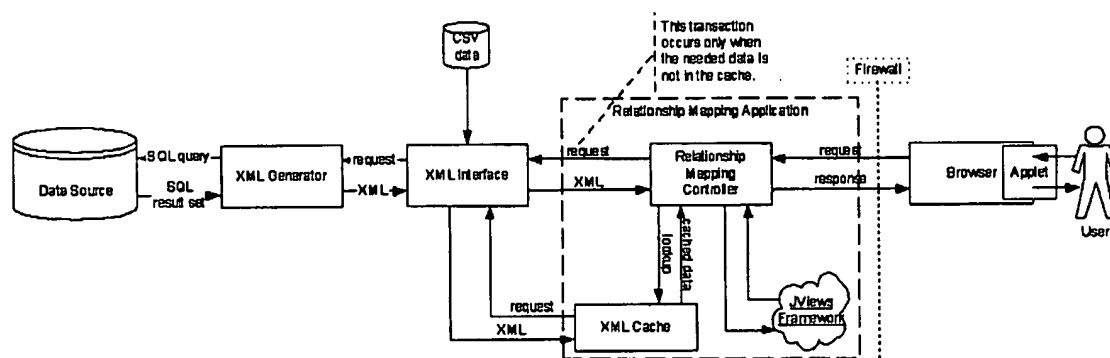 CSV
data
This transaction
occurs only when
the needed data is
not in the cache.
Firewall
Relationship Mapping Application
Data Source
SQL query
SQL
result set
XML Generator
request
XML
XML Interface
request
XML
Relationship
Mapping
Controller
request
response
Browser
Applet
User
lookup
cached data
request
XML
XML Cache
JViews
Framework